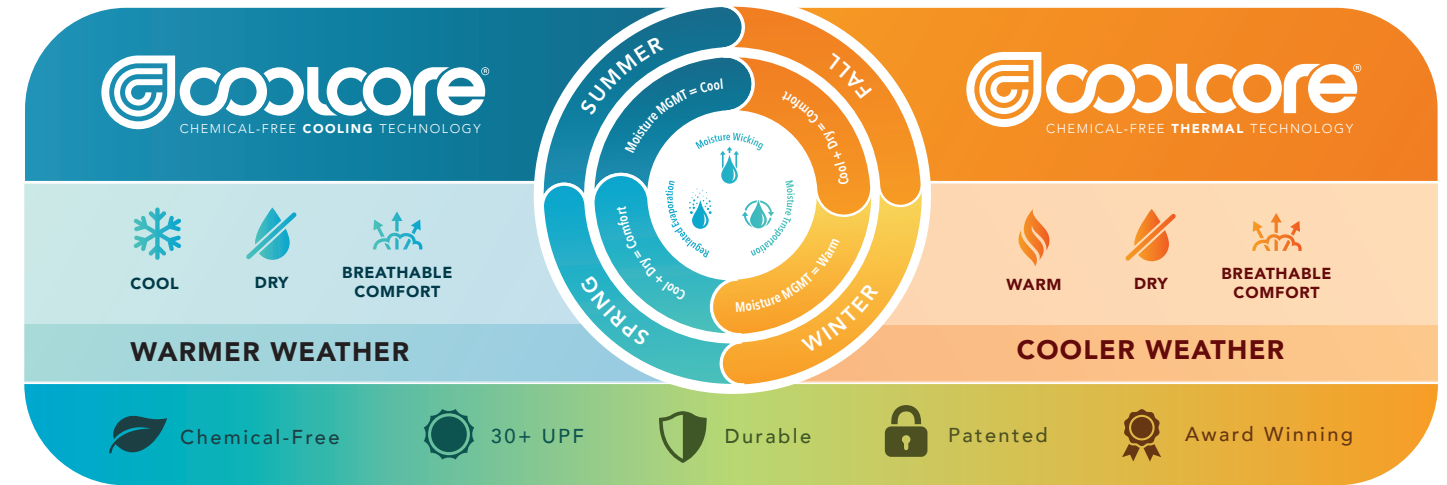 coolcore®
CHEMICAL-FREE COOLING TECHNOLOGY
COOL
DRY
BREATHABLE
COMFORT
WARMER WEATHER
SUMMER
FALL
WINTER
SPRING
Moisture MGMT = Cool
Cool + Dry = Comfort
Moisture MGMT = Warm
Cool + Dry = Comfort
Moisture Wicking
Moisture Trnsportation
Regulated Evaporation
coolcore®
CHEMICAL-FREE THERMAL TECHNOLOGY
WARM
DRY
BREATHABLE
COMFORT
COOLER WEATHER
Chemical-Free
30+ UPF
Durable
Patented
Award Winning